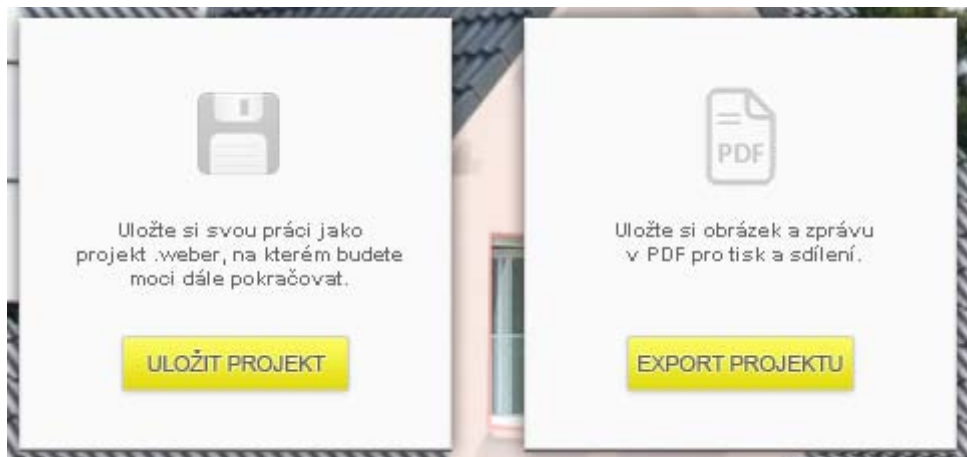 Uložte si svou práci jako
projekt .weber, na kterém budete
moci dále pokračovat.
ULOŽIT PROJEKT
PDF
Uložte si obrázek a zprávu
v PDF pro tisk a sdílení.
EXPORT PROJEKTU